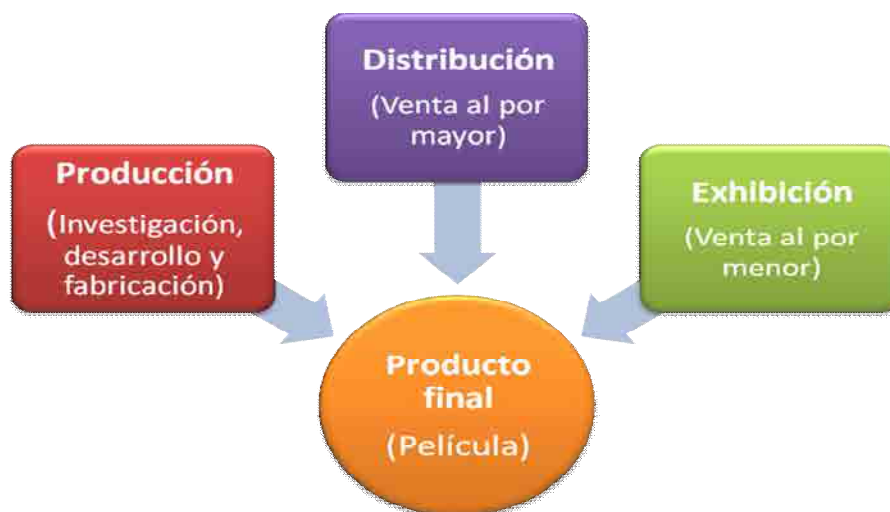 Distribución
(Venta al por
mayor)
Producción
(Investigación,
desarrollo y
fabricación)
Exhibición
(Venta al por
menor)
Producto
final
(Película)